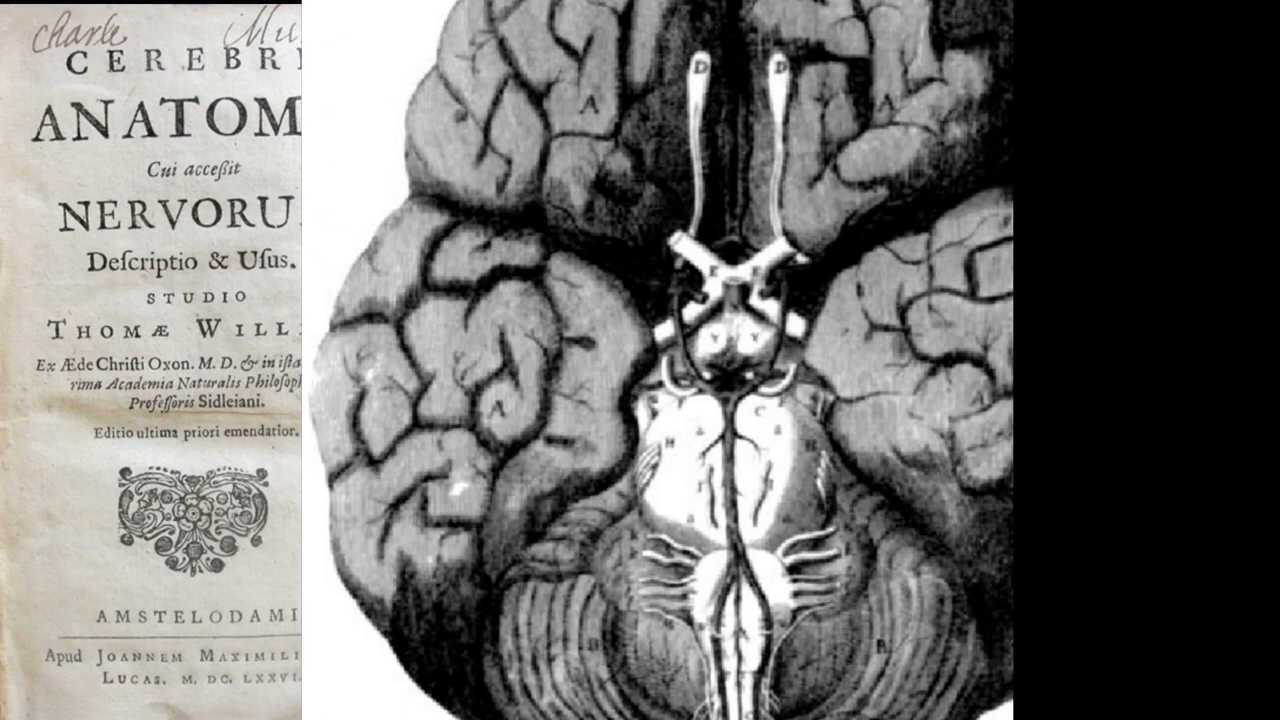 Charle
CEREBRI
ANATOM
Cui acceßit
NERVORU
Deſcriptio & Uſus.
STUDIO
THOMÆ WILL
Ex Æde Chriſti Oxon. M. D. & in iſta
rima Academia Naturalis Philoſoph
Profeſſoris Sidleiani.
Editio ultima priori emendatior.
AMSTELODAMI
Apud JOANNEM MAXIMILI
LUCAS. M. DC. LXXVI.
D D
A A
A A
C
H
B B